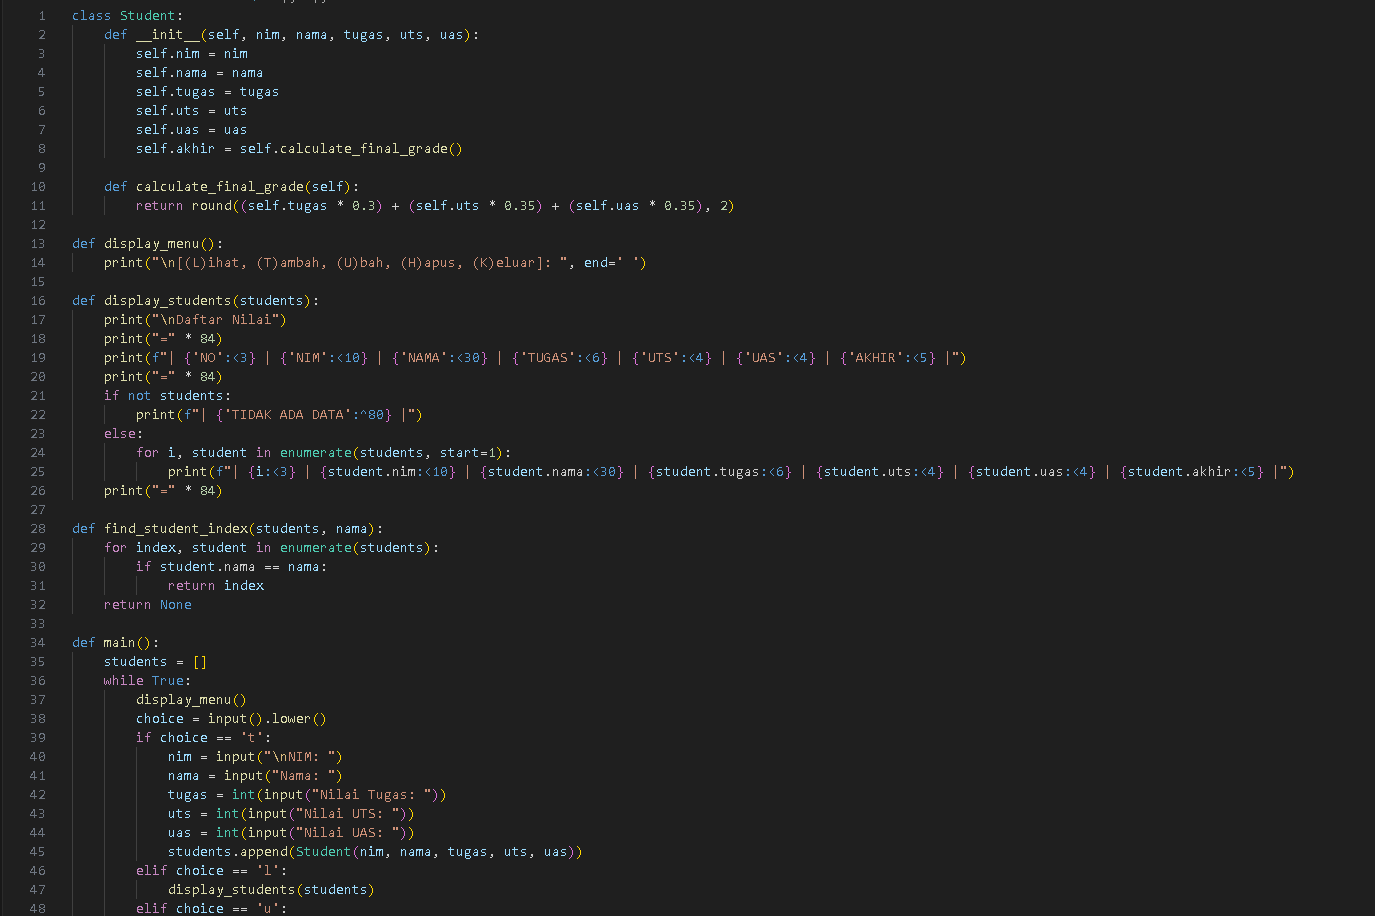 1 class Student:
2     def __init__(self, nim, nama, tugas, uts, uas):
3         self.nim = nim
4         self.nama = nama
5         self.tugas = tugas
6         self.uts = uts
7         self.uas = uas
8         self.akhir = self.calculate_final_grade()
9
10     def calculate_final_grade(self):
11         return round((self.tugas * 0.3) + (self.uts * 0.35) + (self.uas * 0.35), 2)
12
13 def display_menu():
14     print("\n[(L)ihat, (T)ambah, (U)bah, (H)apus, (K)eluar]: ", end=' ')
15
16 def display_students(students):
17     print("\nDaftar Nilai")
18     print("=" * 84)
19     print(f"| {'NO':<3} | {'NIM':<10} | {'NAMA':<30} | {'TUGAS':<6} | {'UTS':<4} | {'UAS':<4} | {'AKHIR':<5} |")
20     print("=" * 84)
21     if not students:
22         print(f"| {'TIDAK ADA DATA':^80} |")
23     else:
24         for i, student in enumerate(students, start=1):
25             print(f"| {i:<3} | {student.nim:<10} | {student.nama:<30} | {student.tugas:<6} | {student.uts:<4} | {student.uas:<4} | {student.akhir:<5} |")
26     print("=" * 84)
27
28 def find_student_index(students, nama):
29     for index, student in enumerate(students):
30         if student.nama == nama:
31             return index
32     return None
33
34 def main():
35     students = []
36     while True:
37         display_menu()
38         choice = input().lower()
39         if choice == 't':
40             nim = input("\nNIM: ")
41             nama = input("Nama: ")
42             tugas = int(input("Nilai Tugas: "))
43             uts = int(input("Nilai UTS: "))
44             uas = int(input("Nilai UAS: "))
45             students.append(Student(nim, nama, tugas, uts, uas))
46         elif choice == 'l':
47             display_students(students)
48         elif choice == 'u':